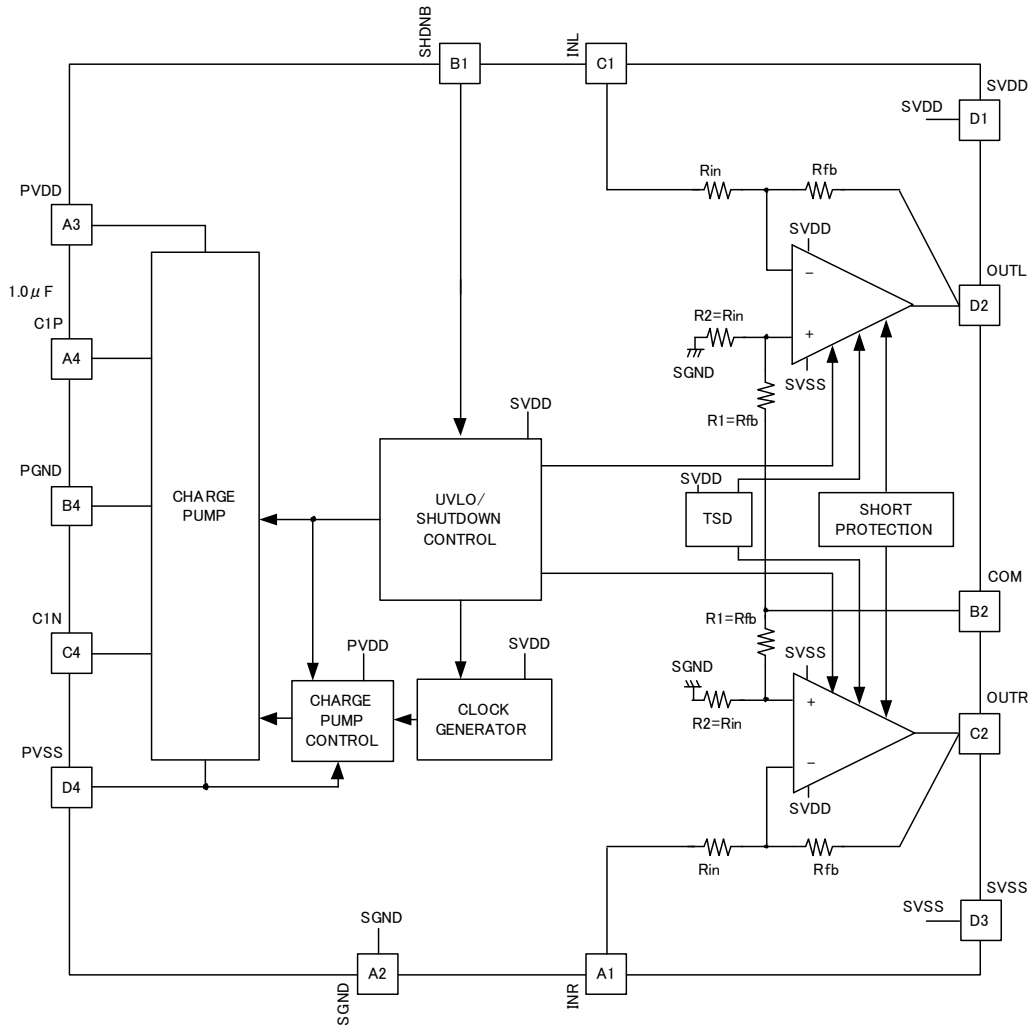 SHDNB
B1
INL
C1
SVDD
SVDD
D1
PVDD
A3
Rin
Rfb
SVDD
1.0μF
C1P
A4
−
OUTL
D2
R2=Rin
+
SGND
SVSS
R1=Rfb
SVDD
PGND
B4
CHARGE
PUMP
UVLO/
SHUTDOWN
CONTROL
SVDD
TSD
SHORT
PROTECTION
COM
B2
C1N
C4
R1=Rfb
PVDD
SVDD
SGND
SVSS
R2=Rin
+
OUTR
C2
CHARGE
PUMP
CONTROL
CLOCK
GENERATOR
PVSS
D4
−
SVDD
Rin
Rfb
SVSS
SVSS
D3
SGND
A2
SGND
A1
INR